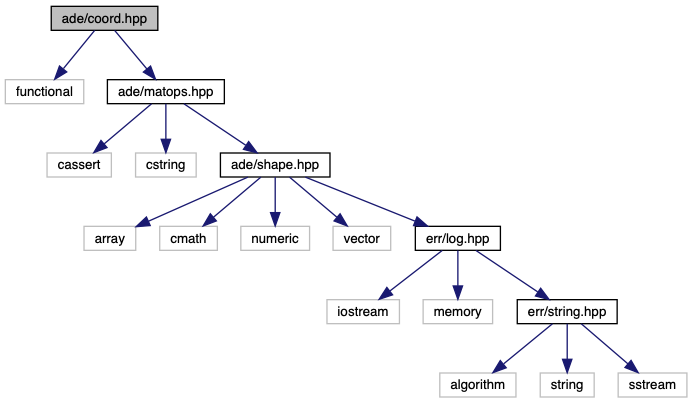 ade/coord.hpp
functional
ade/matops.hpp
cassert
cstring
ade/shape.hpp
array
cmath
numeric
vector
err/log.hpp
iostream
memory
err/string.hpp
algorithm
string
sstream